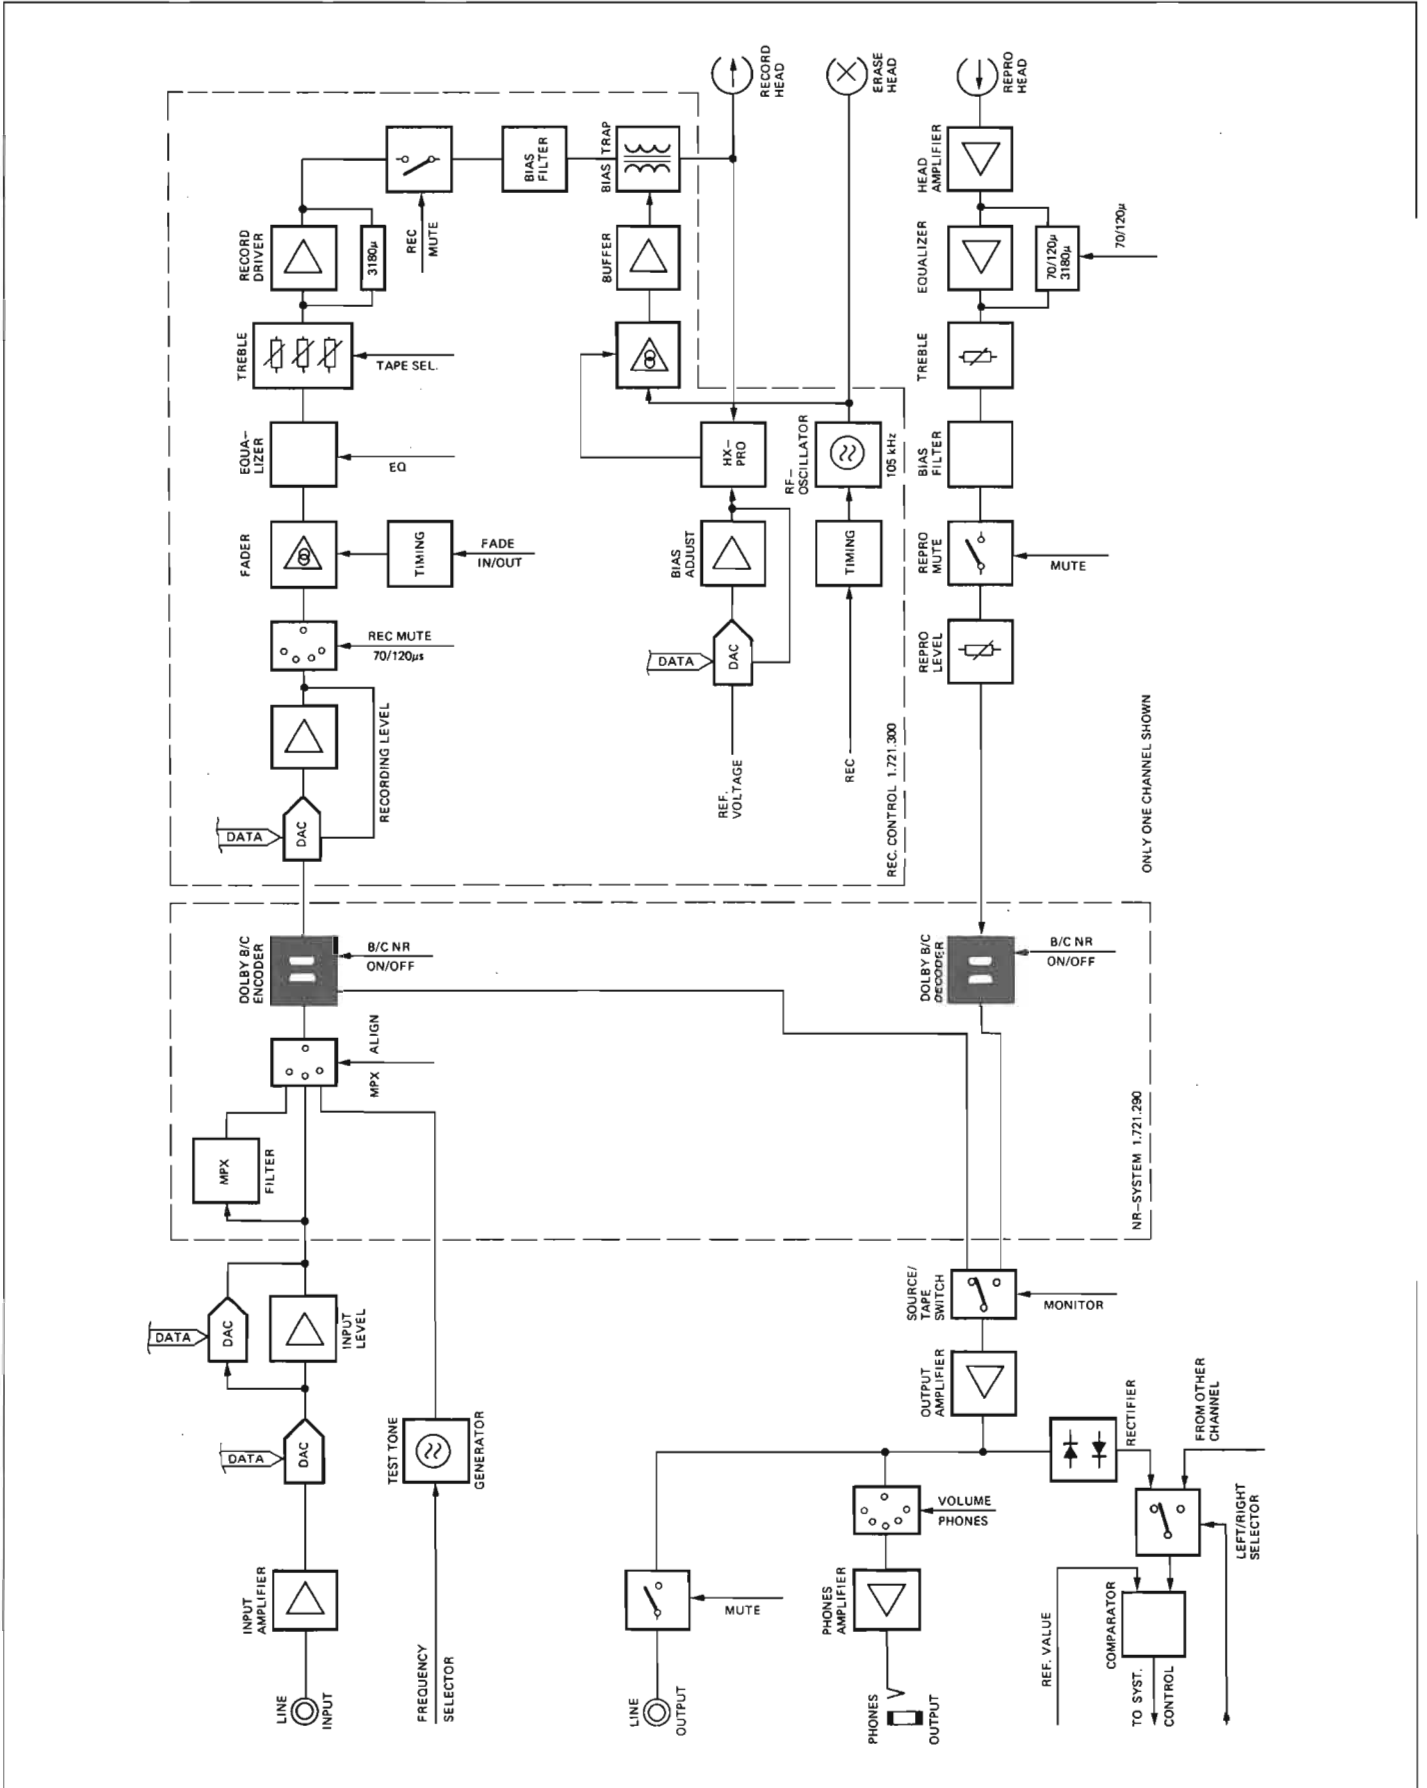 RECORD
HEAD
ERASE
HEAD
REPRO
HEAD
RECORD
DRIVER
3180µ
REC
MUTE
BIAS
FILTER
BIAS TRAP
HEAD
AMPLIFIER
BUFFER
EQUALIZER
70/120µ
3180µ
70/120µ
TREBLE
TAPE SEL.
TREBLE
EQUA-
LIZER
EQ
HX-
PRO
RF-
OSCILLATOR
105 kHz
BIAS
FILTER
FADER
TIMING
FADE
IN/OUT
BIAS
ADJUST
TIMING
REPRO
MUTE
MUTE
REC MUTE
70/120µs
DATA
DAC
REPRO
LEVEL
RECORDING LEVEL
REF.
VOLTAGE
REC
DATA
DAC
REC. CONTROL 1.721.300
ONLY ONE CHANNEL SHOWN
DOLBY B/C
ENCODER
B/C NR
ON/OFF
DOLBY B/C
DECODER
B/C NR
ON/OFF
MPX ALIGN
MPX
FILTER
NR-SYSTEM 1.721.290
DATA
DAC
INPUT
LEVEL
SOURCE/
TAPE
SWITCH
MONITOR
DATA
DAC
TEST TONE
GENERATOR
OUTPUT
AMPLIFIER
RECTIFIER
FROM OTHER
CHANNEL
VOLUME
PHONES
LEFT/RIGHT
SELECTOR
INPUT
AMPLIFIER
MUTE
PHONES
AMPLIFIER
REF. VALUE
COMPARATOR
LINE
INPUT
FREQUENCY
SELECTOR
LINE
OUTPUT
PHONES
OUTPUT
TO SYST.
CONTROL